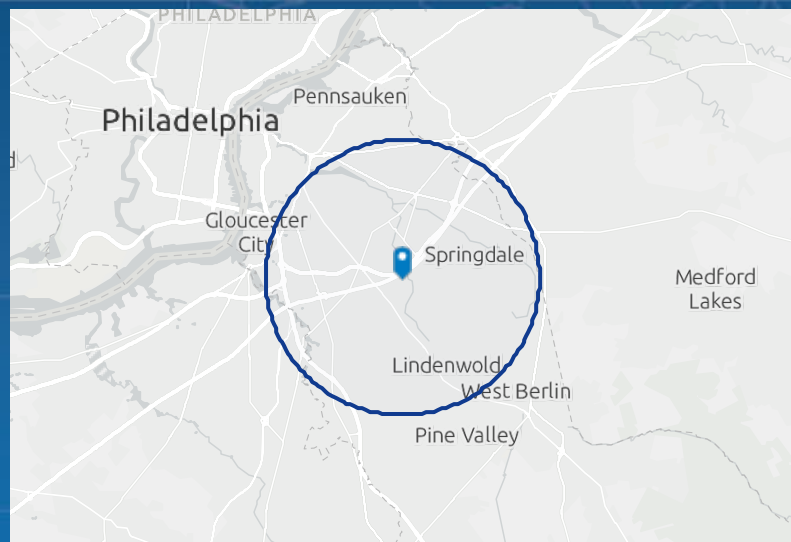 PHILADELPHIA
Pennsauken
Philadelphia
d
Gloucester
City
Springdale
Medford
Lakes
Lindenwold
West Berlin
Pine Valley